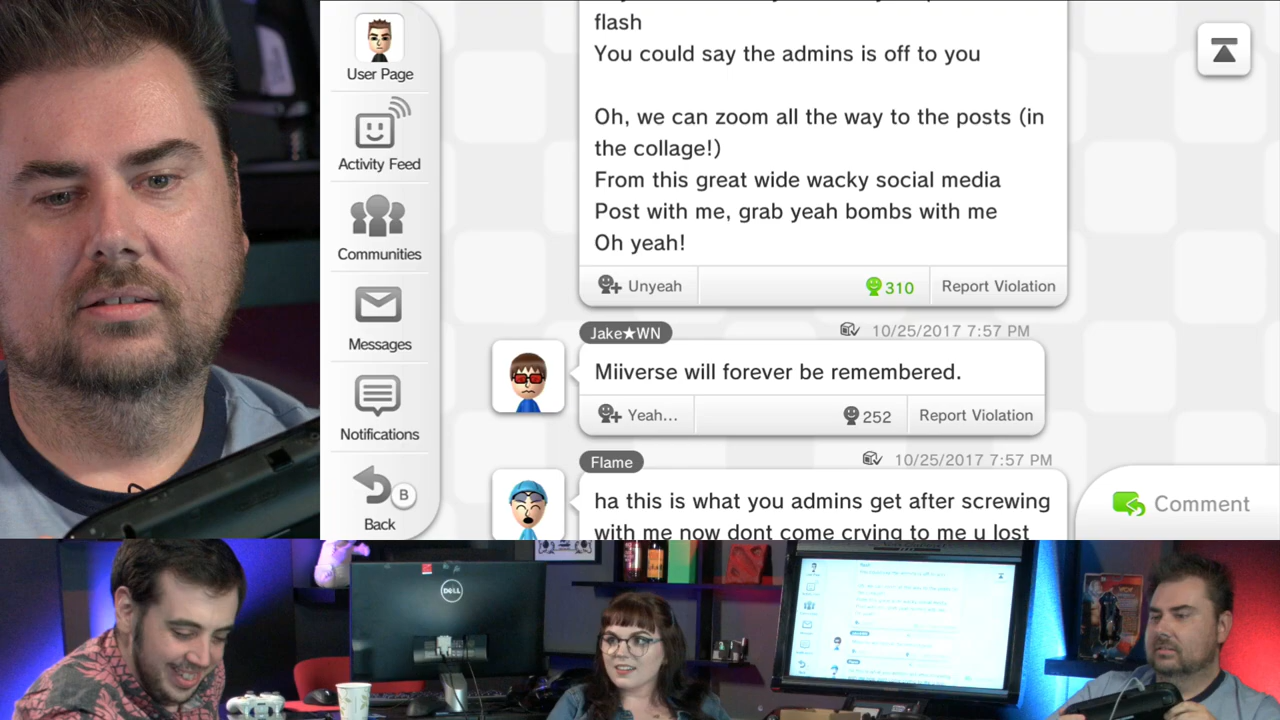 User Page
Activity Feed
Communities
Messages
Notifications
Back
B
flash
You could say the admins is off to you
Oh, we can zoom all the way to the posts (in
the collage!)
From this great wide wacky social media
Post with me, grab yeah bombs with me
Oh yeah!
Unyeah
310
Report Violation
Jake★WN
10/25/2017 7:57 PM
Miiverse will forever be remembered.
Yeah...
252
Report Violation
Flame
10/25/2017 7:57 PM
ha this is what you admins get after screwing
with me now dont come crying to me u lost
Comment
DELL